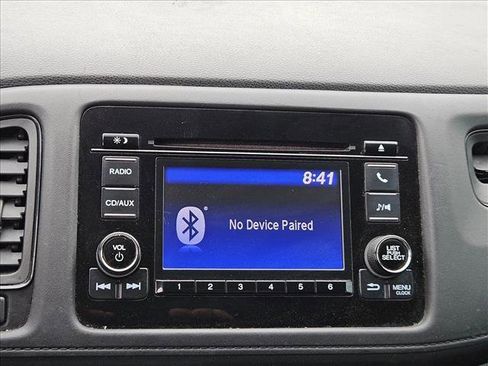 RADIO
CD/AUX
VOL
8:41
No Device Paired
LIST
PUSH
SELECT
1 2 3 4 5 6
MENU
CLOCK